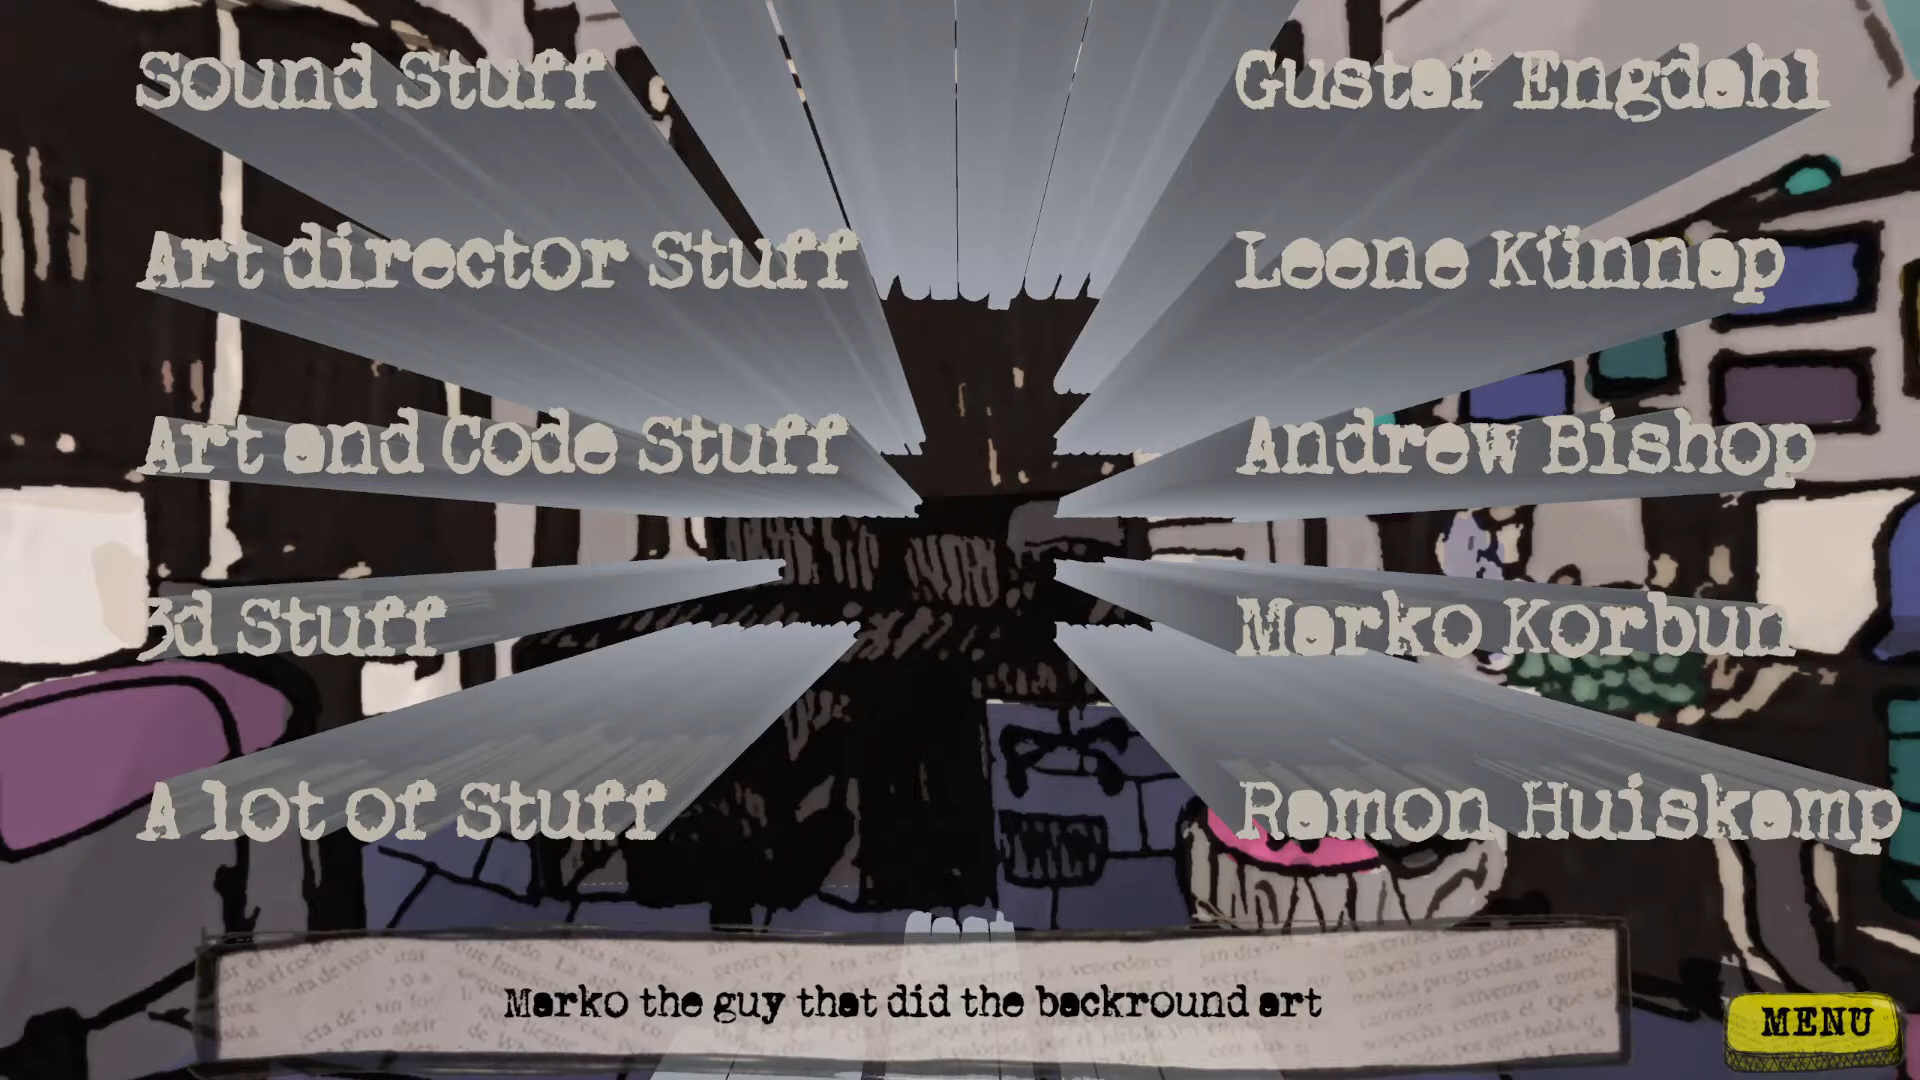 Sound Stuff Gustaf Engdahl
Art director Stuff Leene Künnap
Art and Code Stuff Andrew Bishop
3d Stuff Marko Korbun
A lot of Stuff Ramon Huiskamp
Marko the guy that did the backround art
MENU